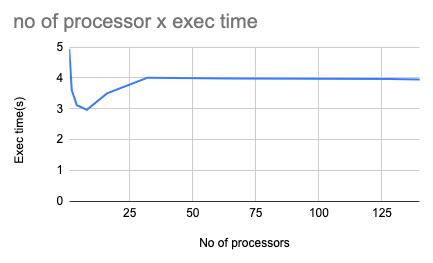 no of processor x exec time
5
4
3
2
1
0
Exec time(s)
25 50 75 100 125
No of processors